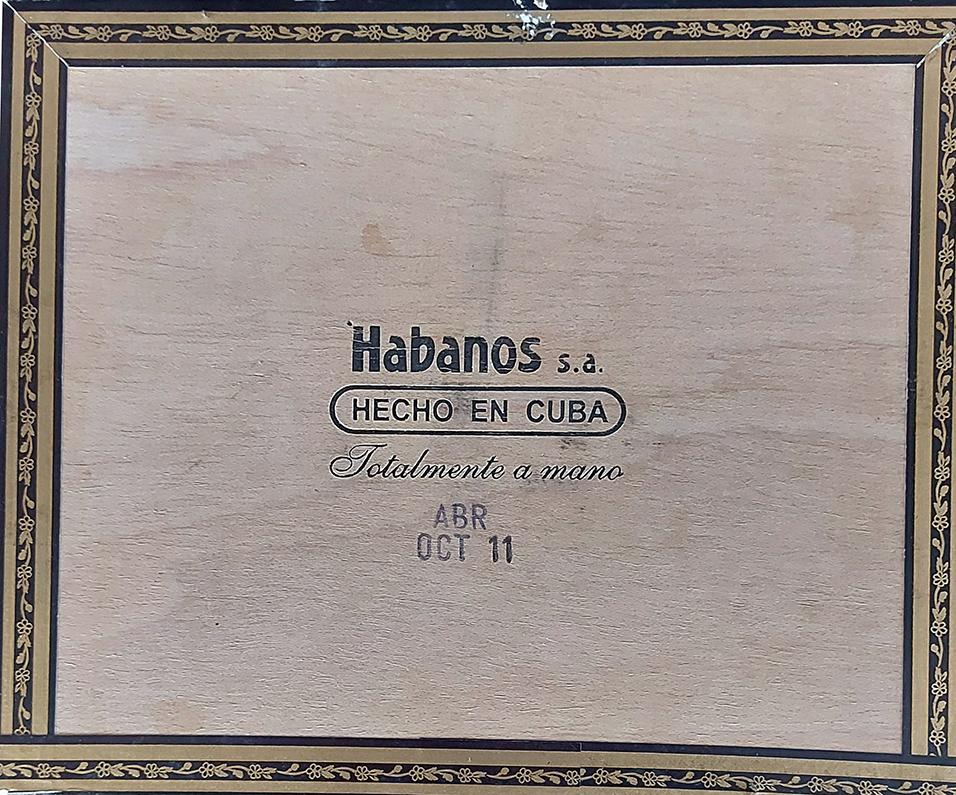 Habanos s.a.
HECHO EN CUBA
Totalmente a mano
ABR
OCT 11